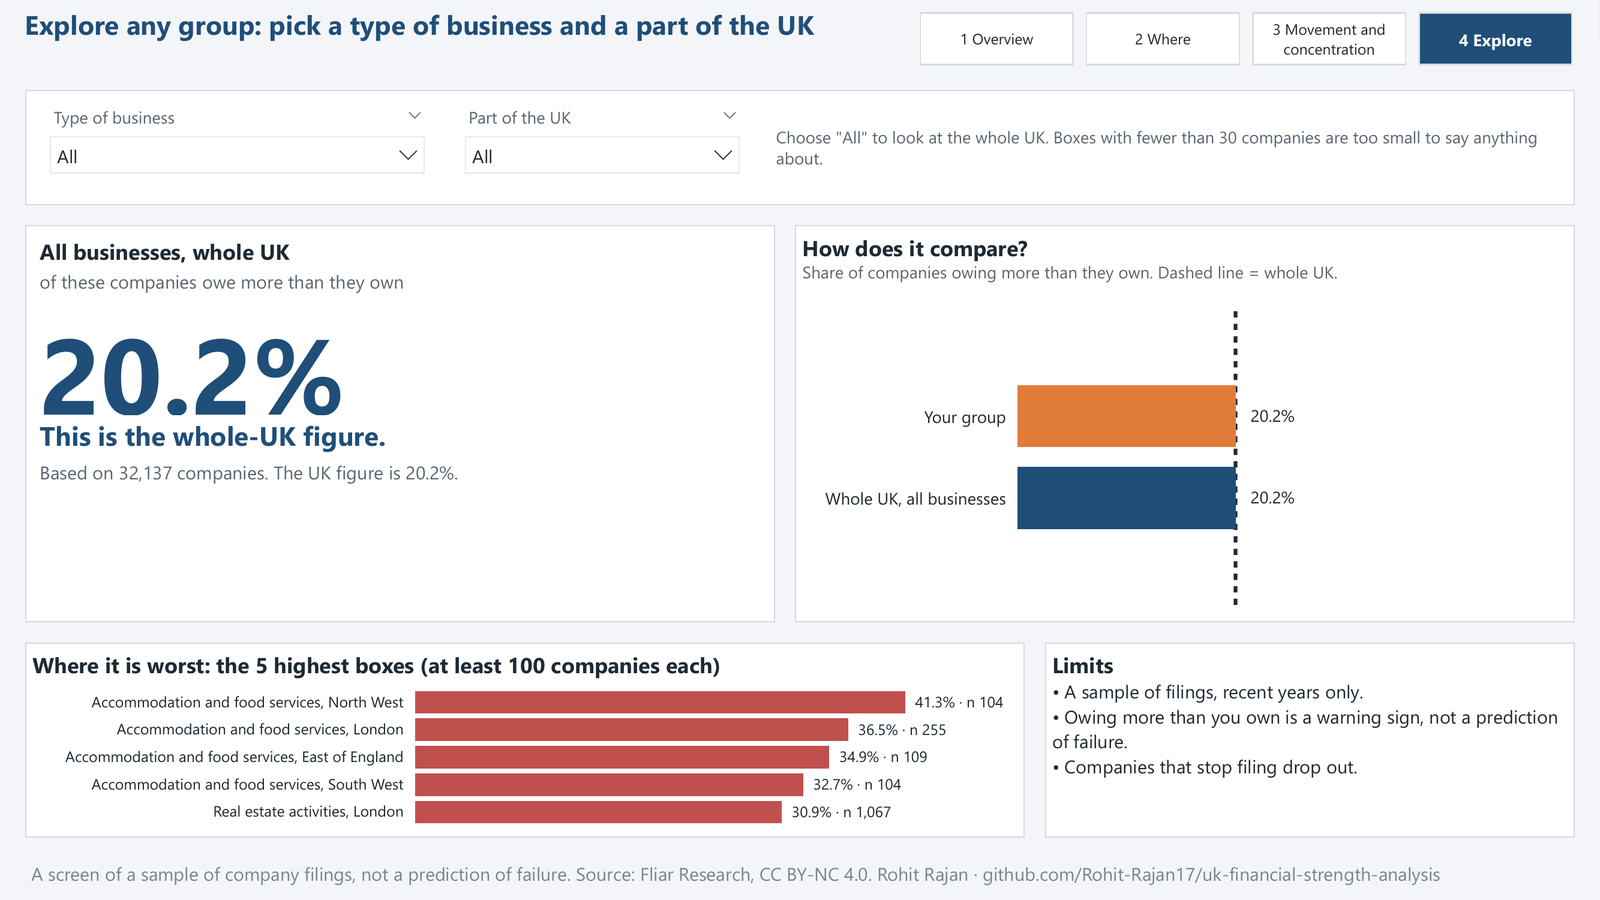 Explore any group: pick a type of business and a part of the UK
1 Overview
2 Where
3 Movement and
concentration
4 Explore
Type of business
All
Part of the UK
All
Choose "All" to look at the whole UK. Boxes with fewer than 30 companies are too small to say anything
about.
All businesses, whole UK
of these companies owe more than they own
20.2%
This is the whole-UK figure.
Based on 32,137 companies. The UK figure is 20.2%.
How does it compare?
Share of companies owing more than they own. Dashed line = whole UK.
Your group 20.2%
Whole UK, all businesses 20.2%
Where it is worst: the 5 highest boxes (at least 100 companies each)
Accommodation and food services, North West 41.3% · n 104
Accommodation and food services, London 36.5% · n 255
Accommodation and food services, East of England 34.9% · n 109
Accommodation and food services, South West 32.7% · n 104
Real estate activities, London 30.9% · n 1,067
Limits
• A sample of filings, recent years only.
• Owing more than you own is a warning sign, not a prediction
of failure.
• Companies that stop filing drop out.
A screen of a sample of company filings, not a prediction of failure. Source: Fliar Research, CC BY-NC 4.0. Rohit Rajan · github.com/Rohit-Rajan17/uk-financial-strength-analysis